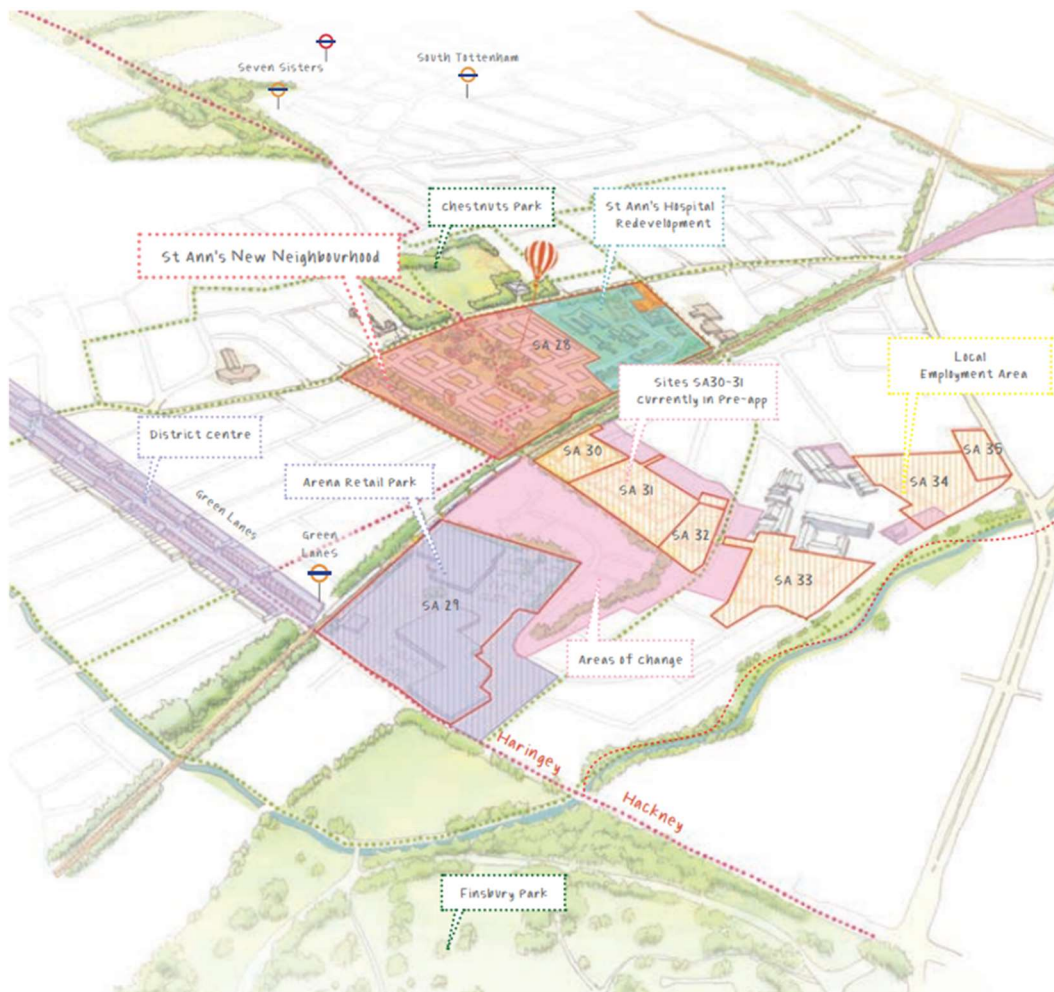 Seven Sisters
South Tottenham
Chestnuts Park
St Ann's Hospital
Redevelopment
St Ann's New Neighbourhood
SA 28
Local
Employment Area
Sites SA30-31
currently in Pre-app
District centre
Arena Retail Park
SA 30
SA 31
SA 32
SA 33
SA 34
SA 35
Green Lanes
Green
Lanes
SA 29
Areas of change
Haringey
Hackney
Finsbury Park